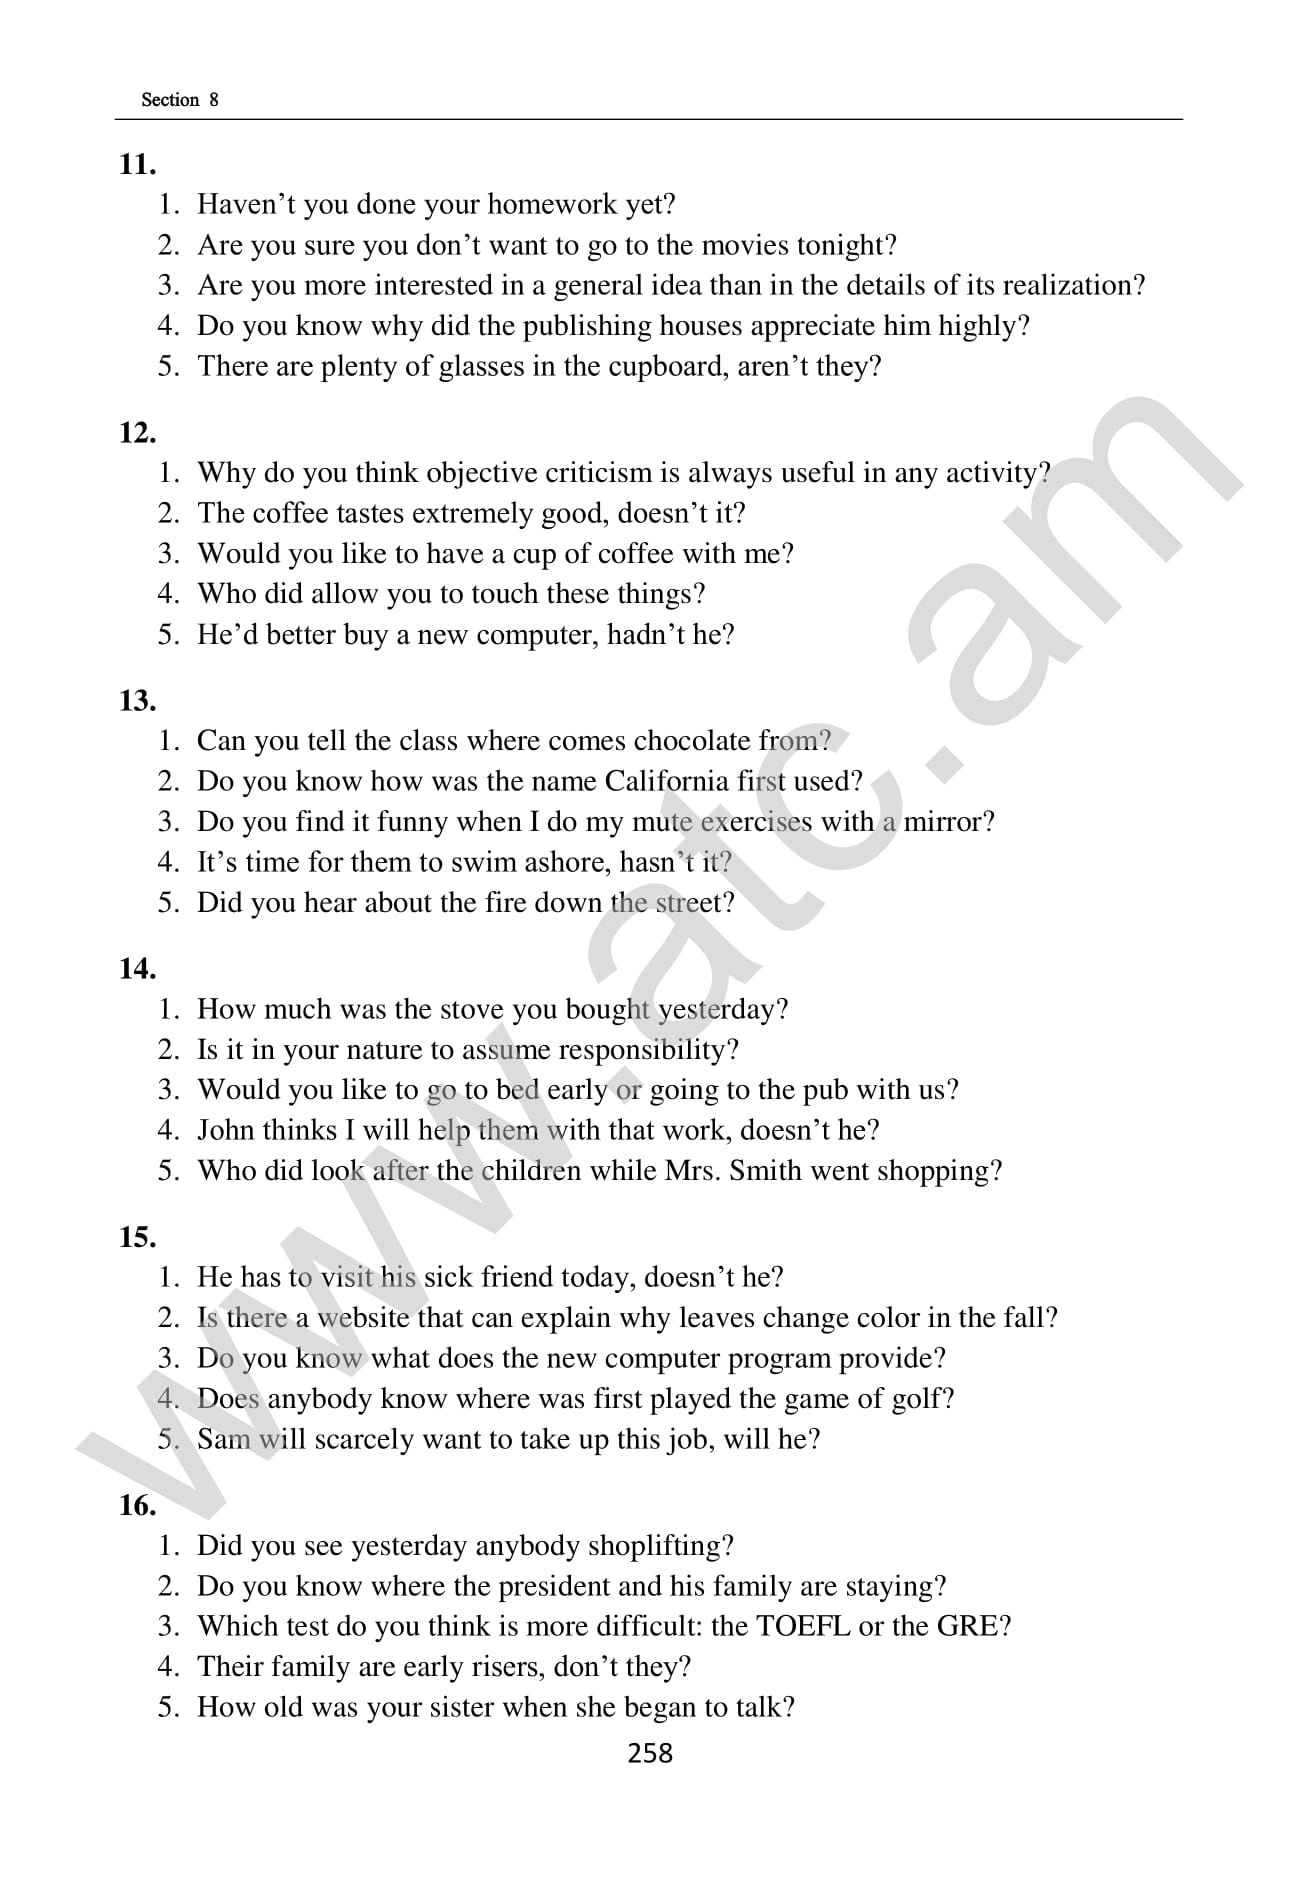 Section 8
11.
1. Haven’t you done your homework yet?
2. Are you sure you don’t want to go to the movies tonight?
3. Are you more interested in a general idea than in the details of its realization?
4. Do you know why did the publishing houses appreciate him highly?
5. There are plenty of glasses in the cupboard, aren’t they?
12.
1. Why do you think objective criticism is always useful in any activity?
2. The coffee tastes extremely good, doesn’t it?
3. Would you like to have a cup of coffee with me?
4. Who did allow you to touch these things?
5. He’d better buy a new computer, hadn’t he?
13.
1. Can you tell the class where comes chocolate from?
2. Do you know how was the name California first used?
3. Do you find it funny when I do my mute exercises with a mirror?
4. It’s time for them to swim ashore, hasn’t it?
5. Did you hear about the fire down the street?
14.
1. How much was the stove you bought yesterday?
2. Is it in your nature to assume responsibility?
3. Would you like to go to bed early or going to the pub with us?
4. John thinks I will help them with that work, doesn’t he?
5. Who did look after the children while Mrs. Smith went shopping?
15.
1. He has to visit his sick friend today, doesn’t he?
2. Is there a website that can explain why leaves change color in the fall?
3. Do you know what does the new computer program provide?
4. Does anybody know where was first played the game of golf?
5. Sam will scarcely want to take up this job, will he?
16.
1. Did you see yesterday anybody shoplifting?
2. Do you know where the president and his family are staying?
3. Which test do you think is more difficult: the TOEFL or the GRE?
4. Their family are early risers, don’t they?
5. How old was your sister when she began to talk?
258
www.atc.am